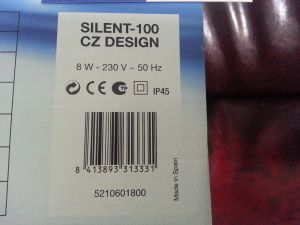 SILENT-100
CZ DESIGN
8 W - 230 V ~ 50 Hz
IP45
8 413893 313331
5210601800
Made in Spain